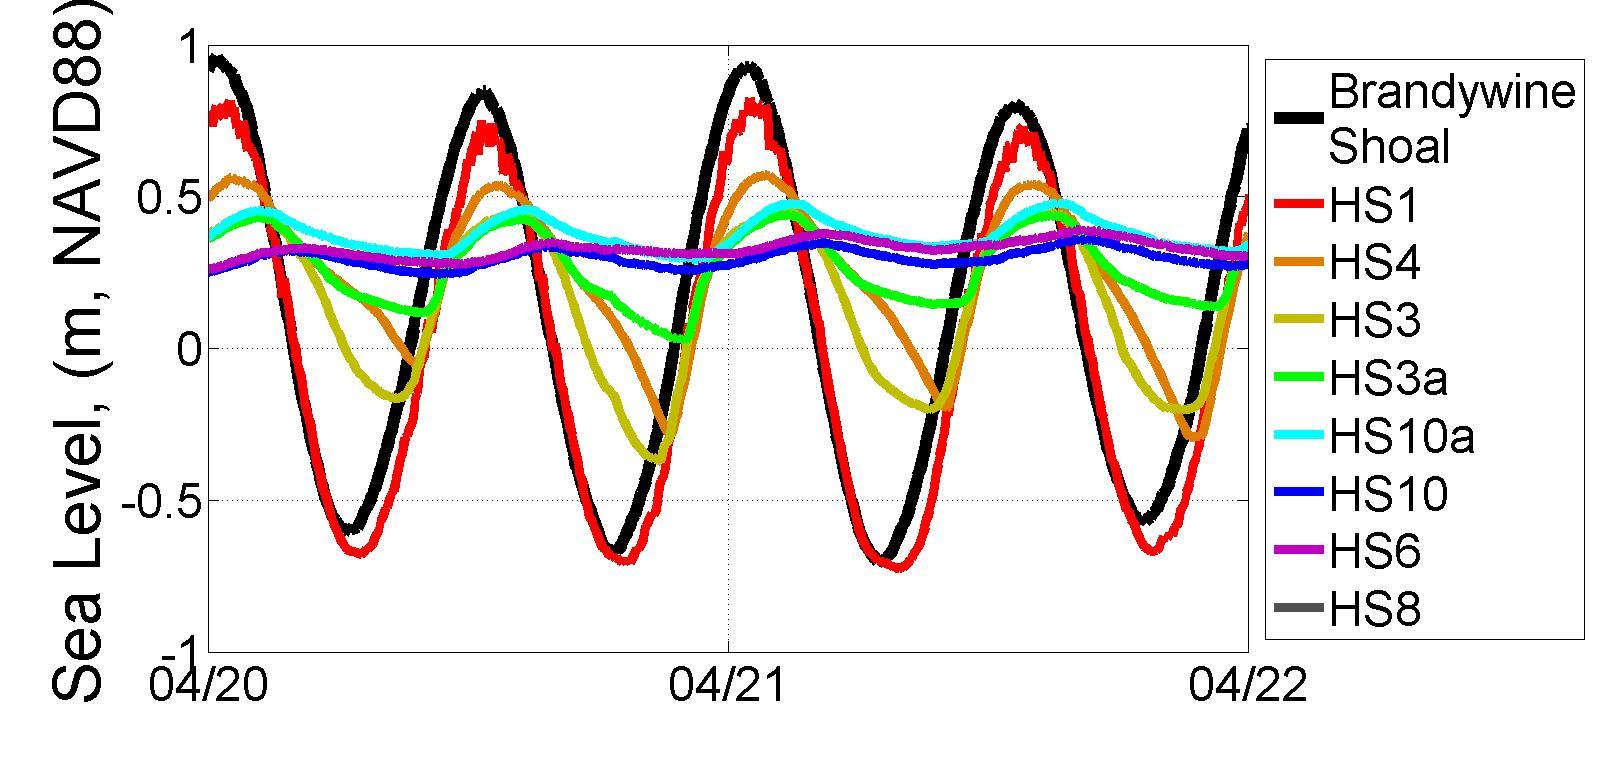 Sea Level, (m, NAVD88)
1
0.5
0
-0.5
-1
04/20
04/21
04/22
Brandywine
Shoal
HS1
HS4
HS3
HS3a
HS10a
HS10
HS6
HS8